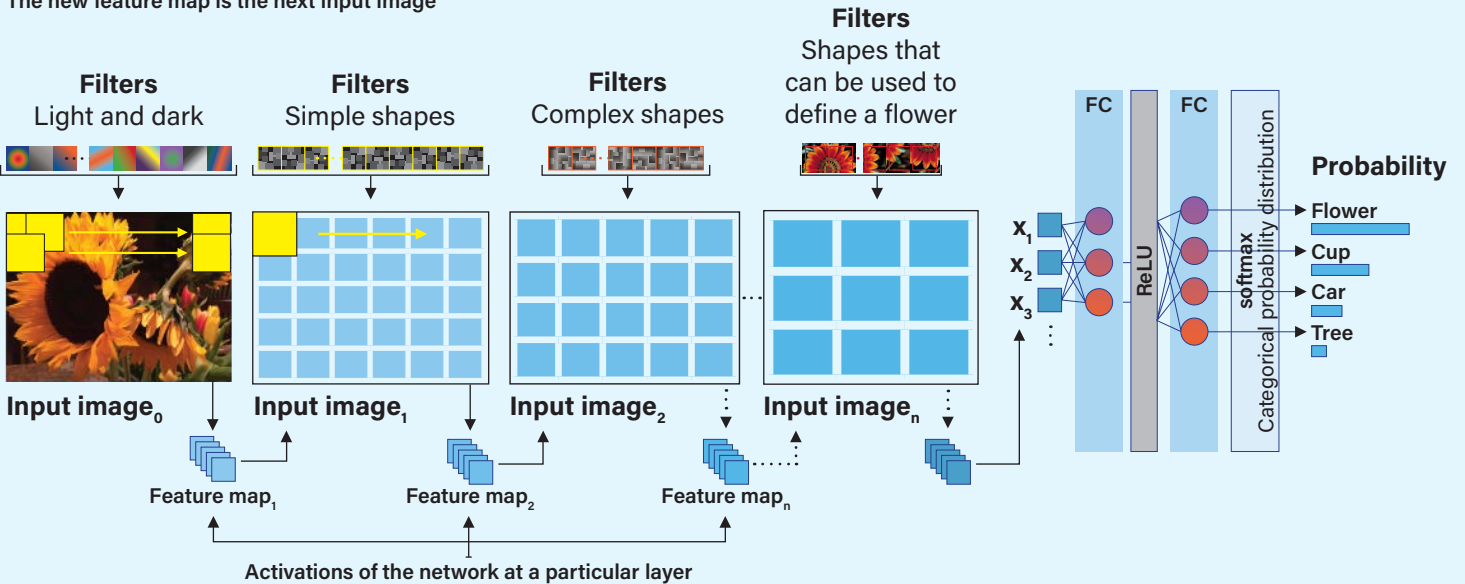 The new feature map is the next input image
Filters
Light and dark
Filters
Simple shapes
Filters
Complex shapes
Filters
Shapes that
can be used to
define a flower
Input image₀
Input image₁
Input image₂
Input imageₙ
Feature map₁
Feature map₂
Feature mapₙ
Activations of the network at a particular layer
x₁
x₂
x₃
FC
ReLU
FC
softmax
Categorical probability distribution
Probability
Flower
Cup
Car
Tree